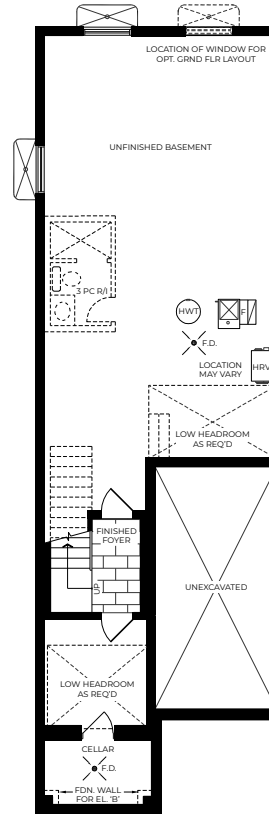 LOCATION OF WINDOW FOR
OPT. GRND FLR LAYOUT
UNFINISHED BASEMENT
3 PC R/I
HWT
F
F.D.
LOCATION
MAY VARY
HRV
LOW HEADROOM
AS REQ'D
FINISHED
FOYER
UP
UNEXCAVATED
LOW HEADROOM
AS REQ'D
CELLAR
F.D.
FDN. WALL
FOR EL. 'B'